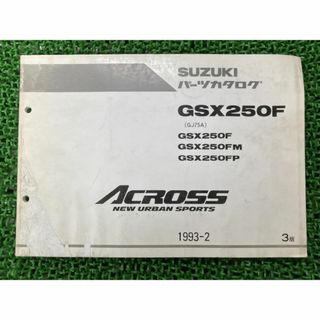 SUZUKI
パーツカタログ
GSX250F
(GJ75A)
GSX250F
GSX250FM
GSX250FP
ACROSS
NEW URBAN SPORTS
1993-2
3版